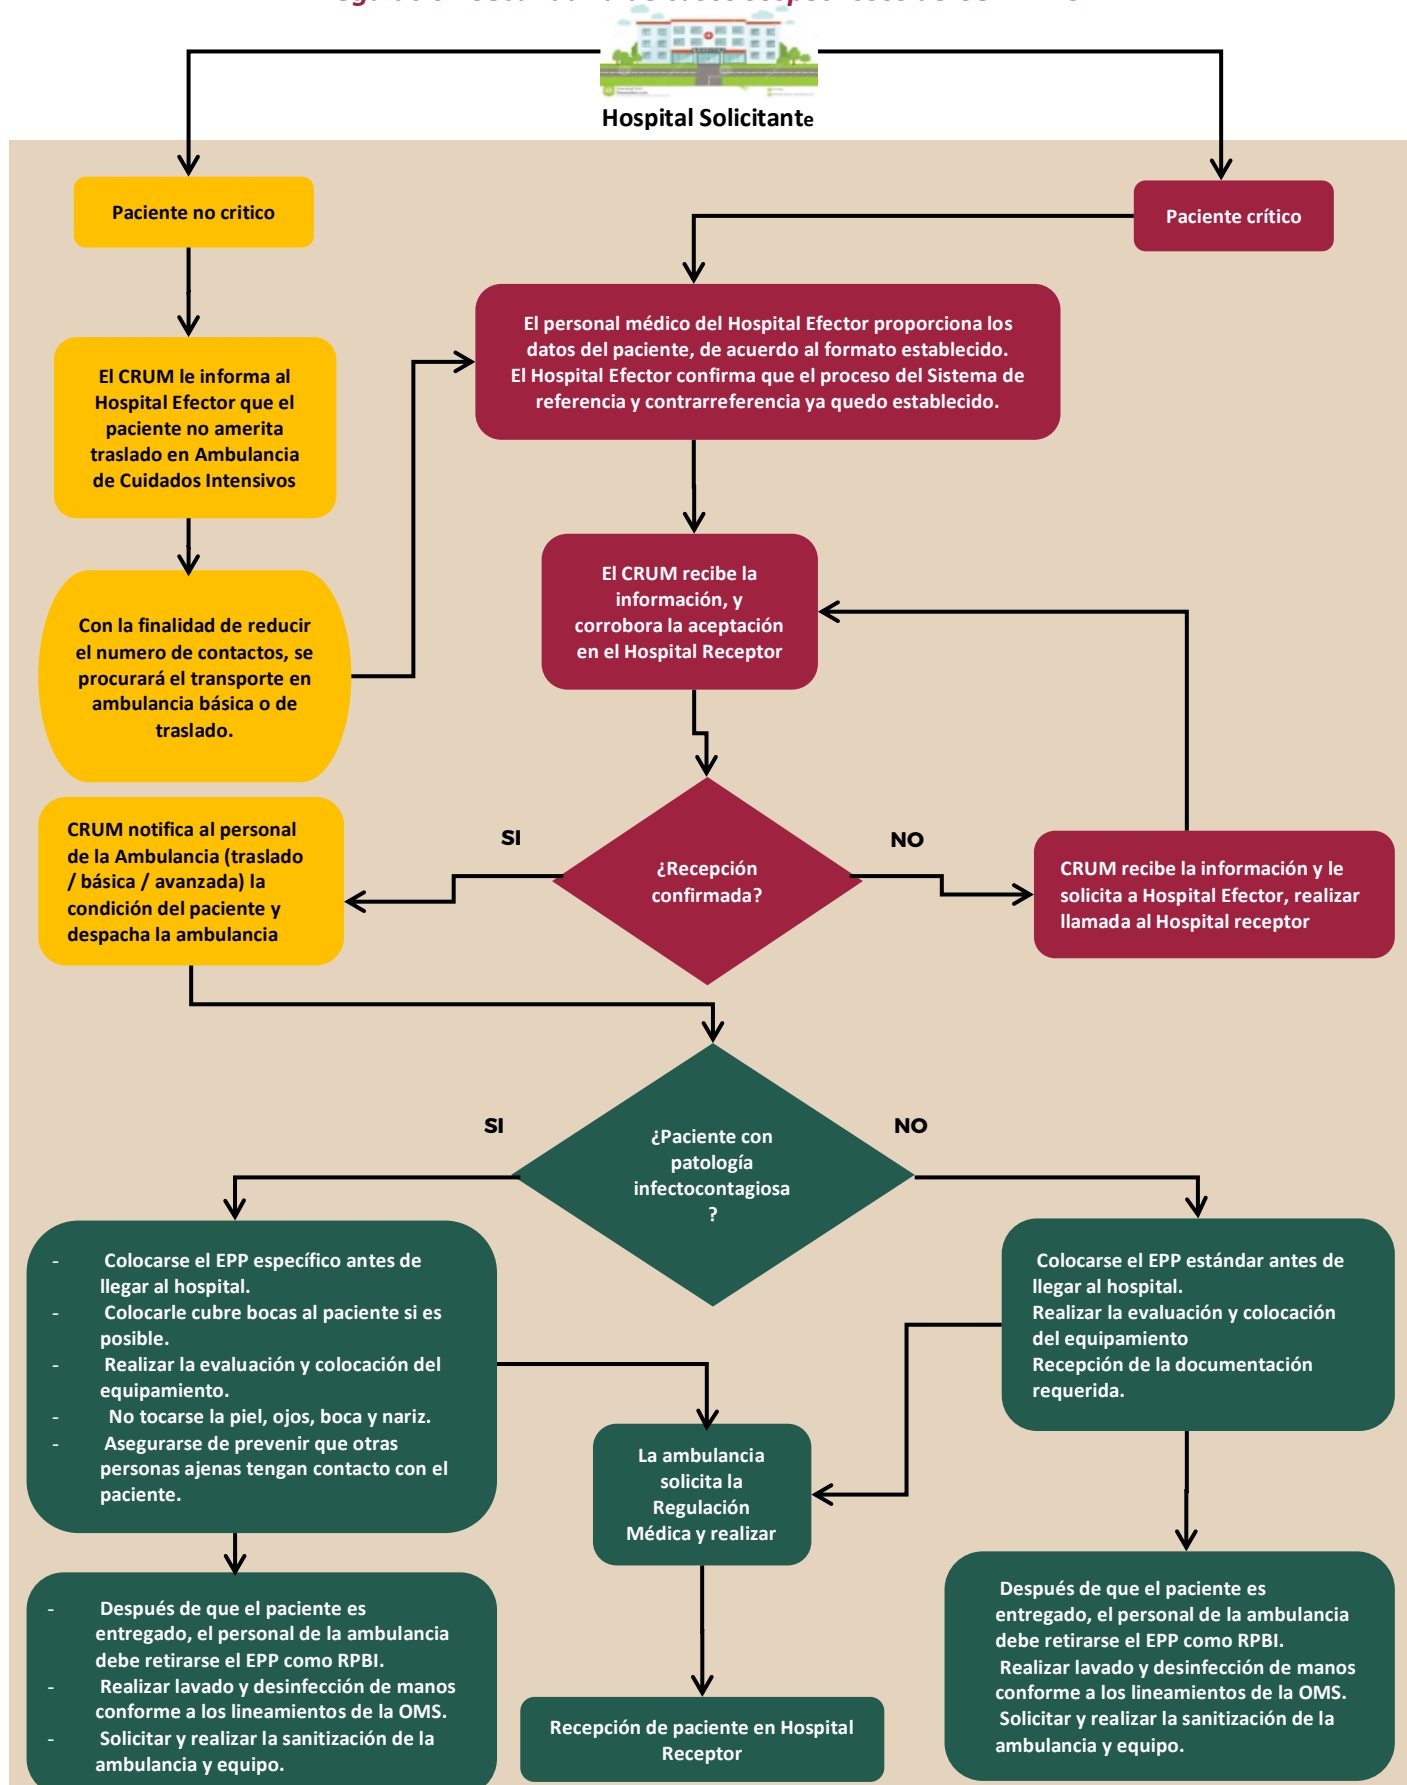 Hospital Solicitante
Paciente no critico
Paciente crítico
El personal médico del Hospital Efector proporciona los
datos del paciente, de acuerdo al formato establecido.
El Hospital Efector confirma que el proceso del Sistema de
referencia y contrarreferencia ya quedo establecido.
El CRUM le informa al
Hospital Efector que el
paciente no amerita
traslado en Ambulancia
de Cuidados Intensivos
El CRUM recibe la
información, y
corrobora la aceptación
en el Hospital Receptor
Con la finalidad de reducir
el numero de contactos, se
procurará el transporte en
ambulancia básica o de
traslado.
CRUM notifica al personal
de la Ambulancia (traslado
/ básica / avanzada) la
condición del paciente y
despacha la ambulancia
SI
¿Recepción
confirmada?
NO
CRUM recibe la información y le
solicita a Hospital Efector, realizar
llamada al Hospital receptor
SI
¿Paciente con
patología
infectocontagiosa
?
NO
- Colocarse el EPP específico antes de
llegar al hospital.
- Colocarle cubre bocas al paciente si es
posible.
- Realizar la evaluación y colocación del
equipamiento.
- No tocarse la piel, ojos, boca y nariz.
- Asegurarse de prevenir que otras
personas ajenas tengan contacto con el
paciente.
Colocarse el EPP estándar antes de
llegar al hospital.
Realizar la evaluación y colocación
del equipamiento
Recepción de la documentación
requerida.
La ambulancia
solicita la
Regulación
Médica y realizar
- Después de que el paciente es
entregado, el personal de la ambulancia
debe retirarse el EPP como RPBI.
- Realizar lavado y desinfección de manos
conforme a los lineamientos de la OMS.
- Solicitar y realizar la sanitización de la
ambulancia y equipo.
Recepción de paciente en Hospital
Receptor
Después de que el paciente es
entregado, el personal de la ambulancia
debe retirarse el EPP como RPBI.
Realizar lavado y desinfección de manos
conforme a los lineamientos de la OMS.
Solicitar y realizar la sanitización de la
ambulancia y equipo.